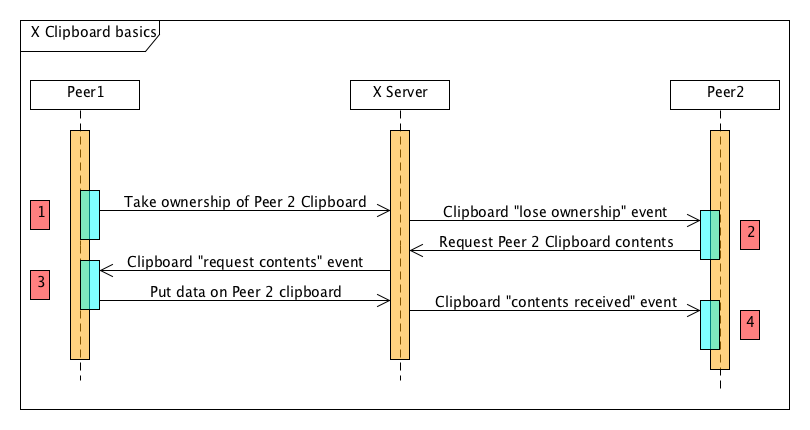 X Clipboard basics
Peer1
X Server
Peer2
Take ownership of Peer 2 Clipboard
1
Clipboard "lose ownership" event
2
Request Peer 2 Clipboard contents
Clipboard "request contents" event
3
Put data on Peer 2 clipboard
Clipboard "contents received" event
4